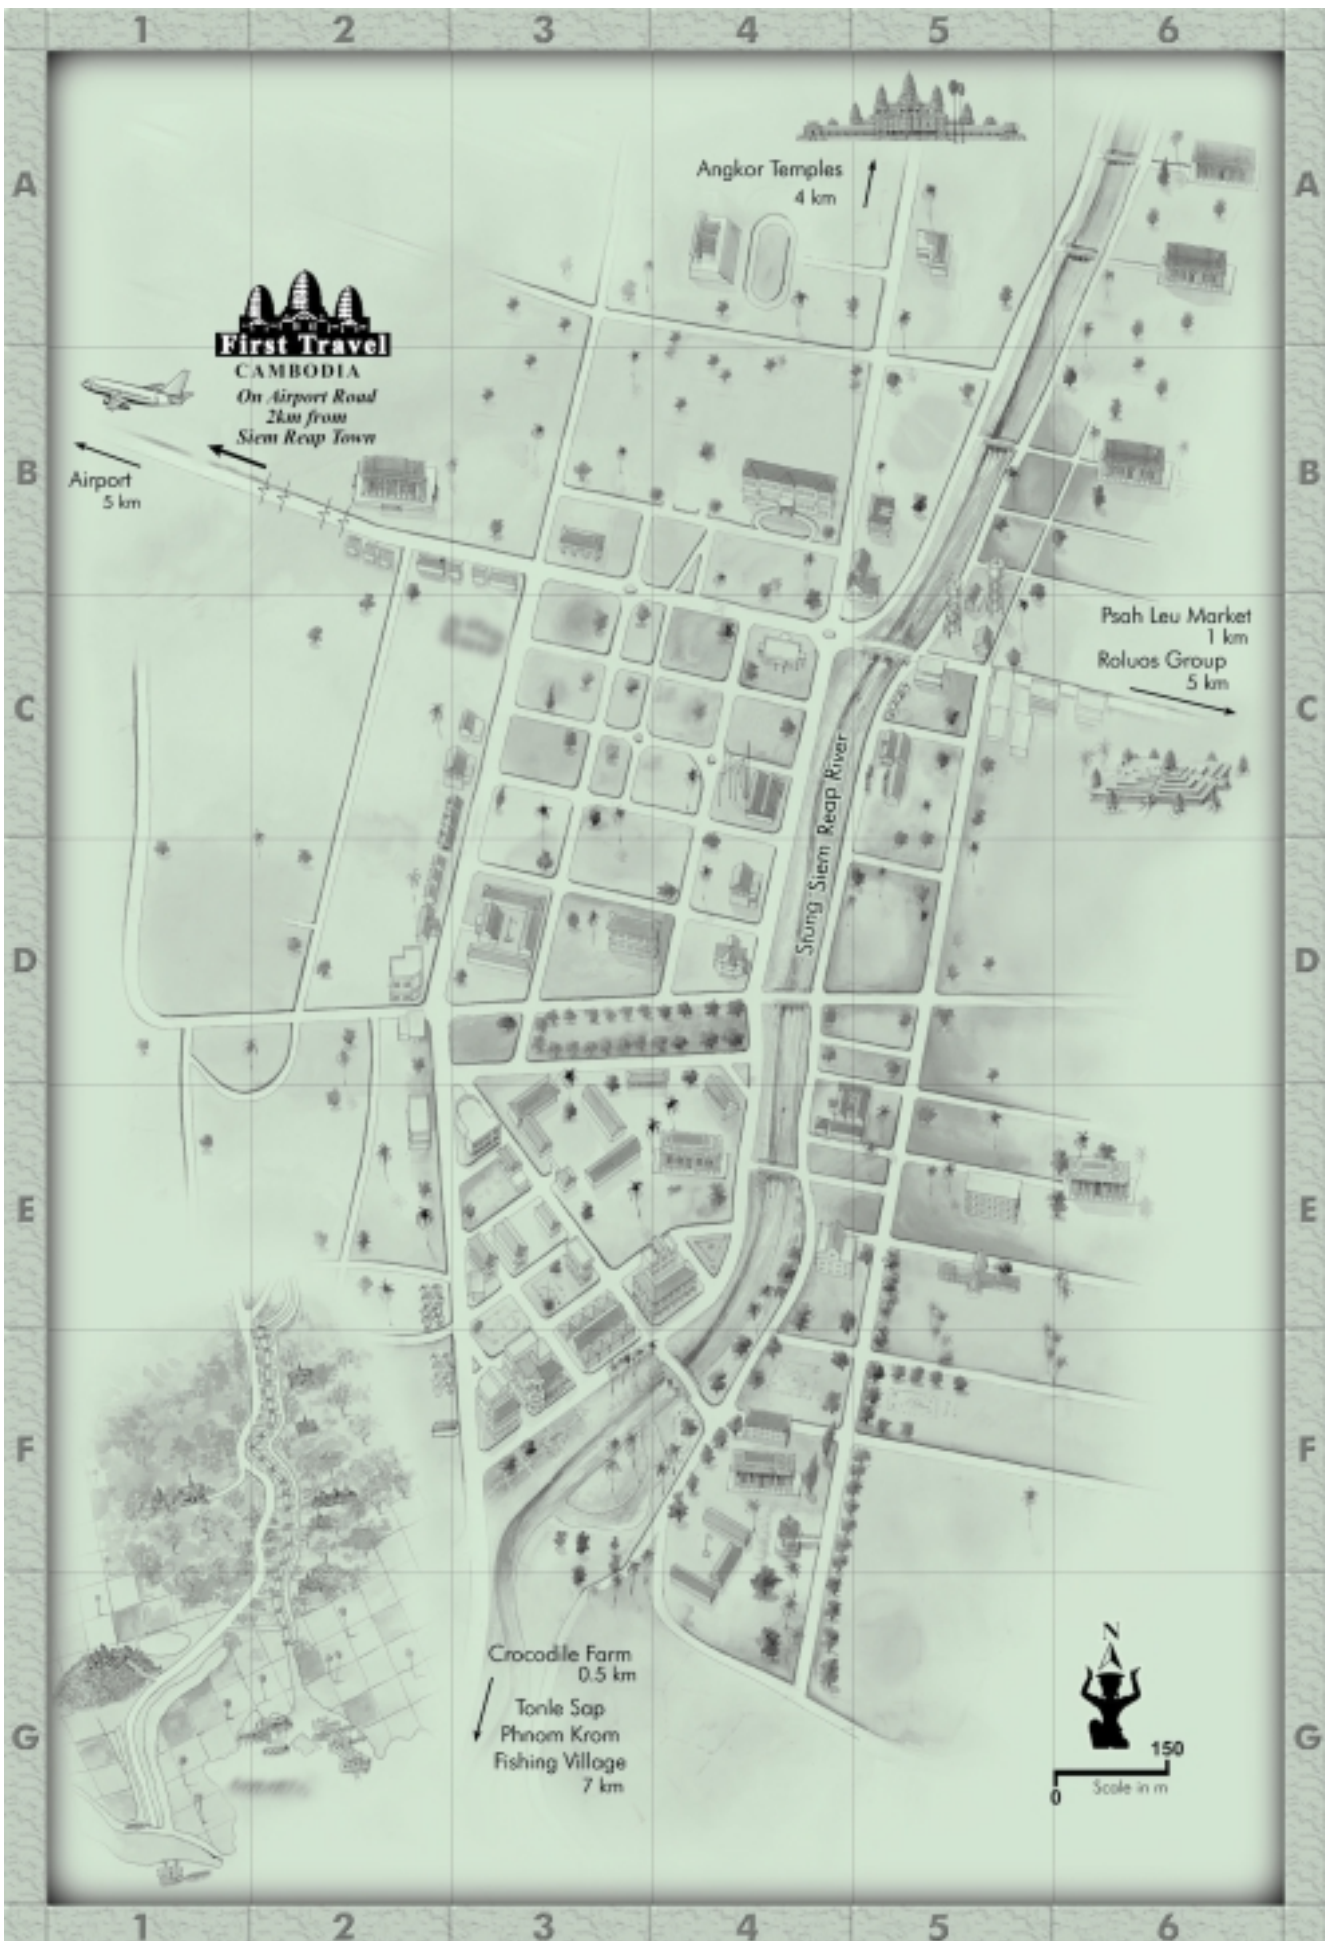 1 2 3 4 5 6
A A
Angkor Temples
4 km
First Travel
CAMBODIA
On Airport Road
2km from
Siem Reap Town
B B
Airport
5 km
Psah Leu Market
1 km
Roluos Group
5 km
C C
Stung Siem Reap River
D D
E E
F F
Crocodile Farm
0.5 km
Tonle Sap
Phnom Krom
Fishing Village
7 km
G G
N
150
0
Scale in m
1 2 3 4 5 6